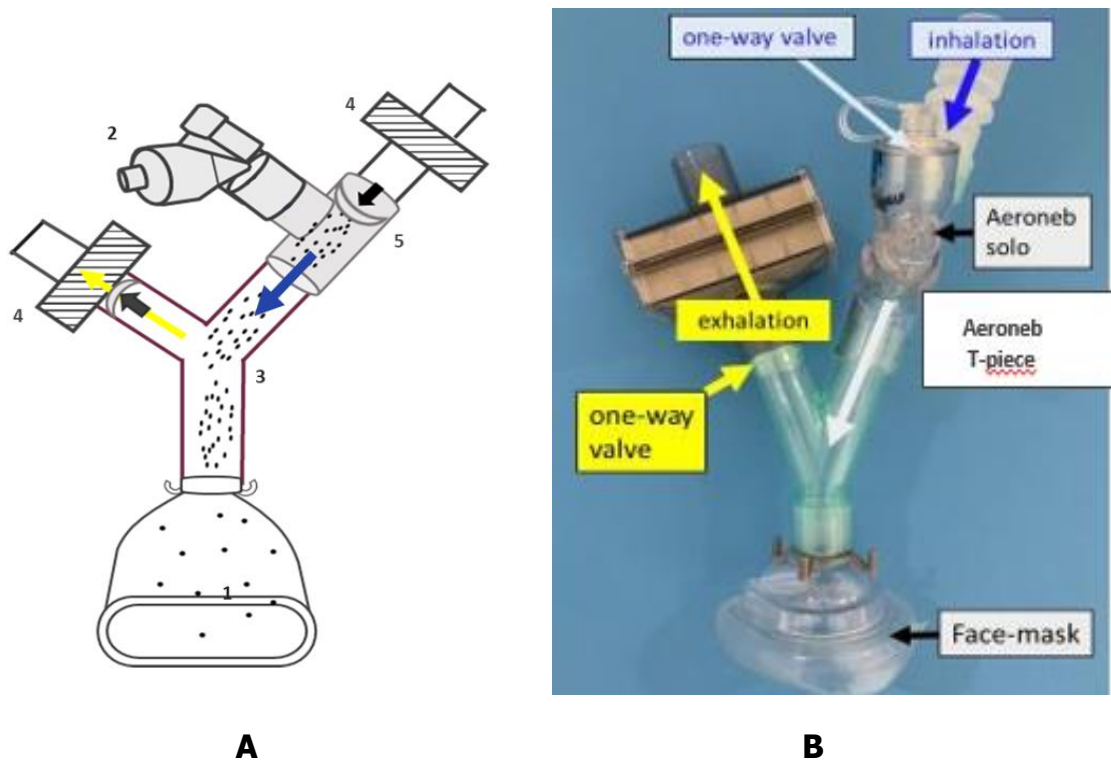 2
4
4
5
3
1
A
one-way valve
inhalation
Aeroneb
solo
exhalation
Aeroneb
T-piece
one-way
valve
Face-mask
B